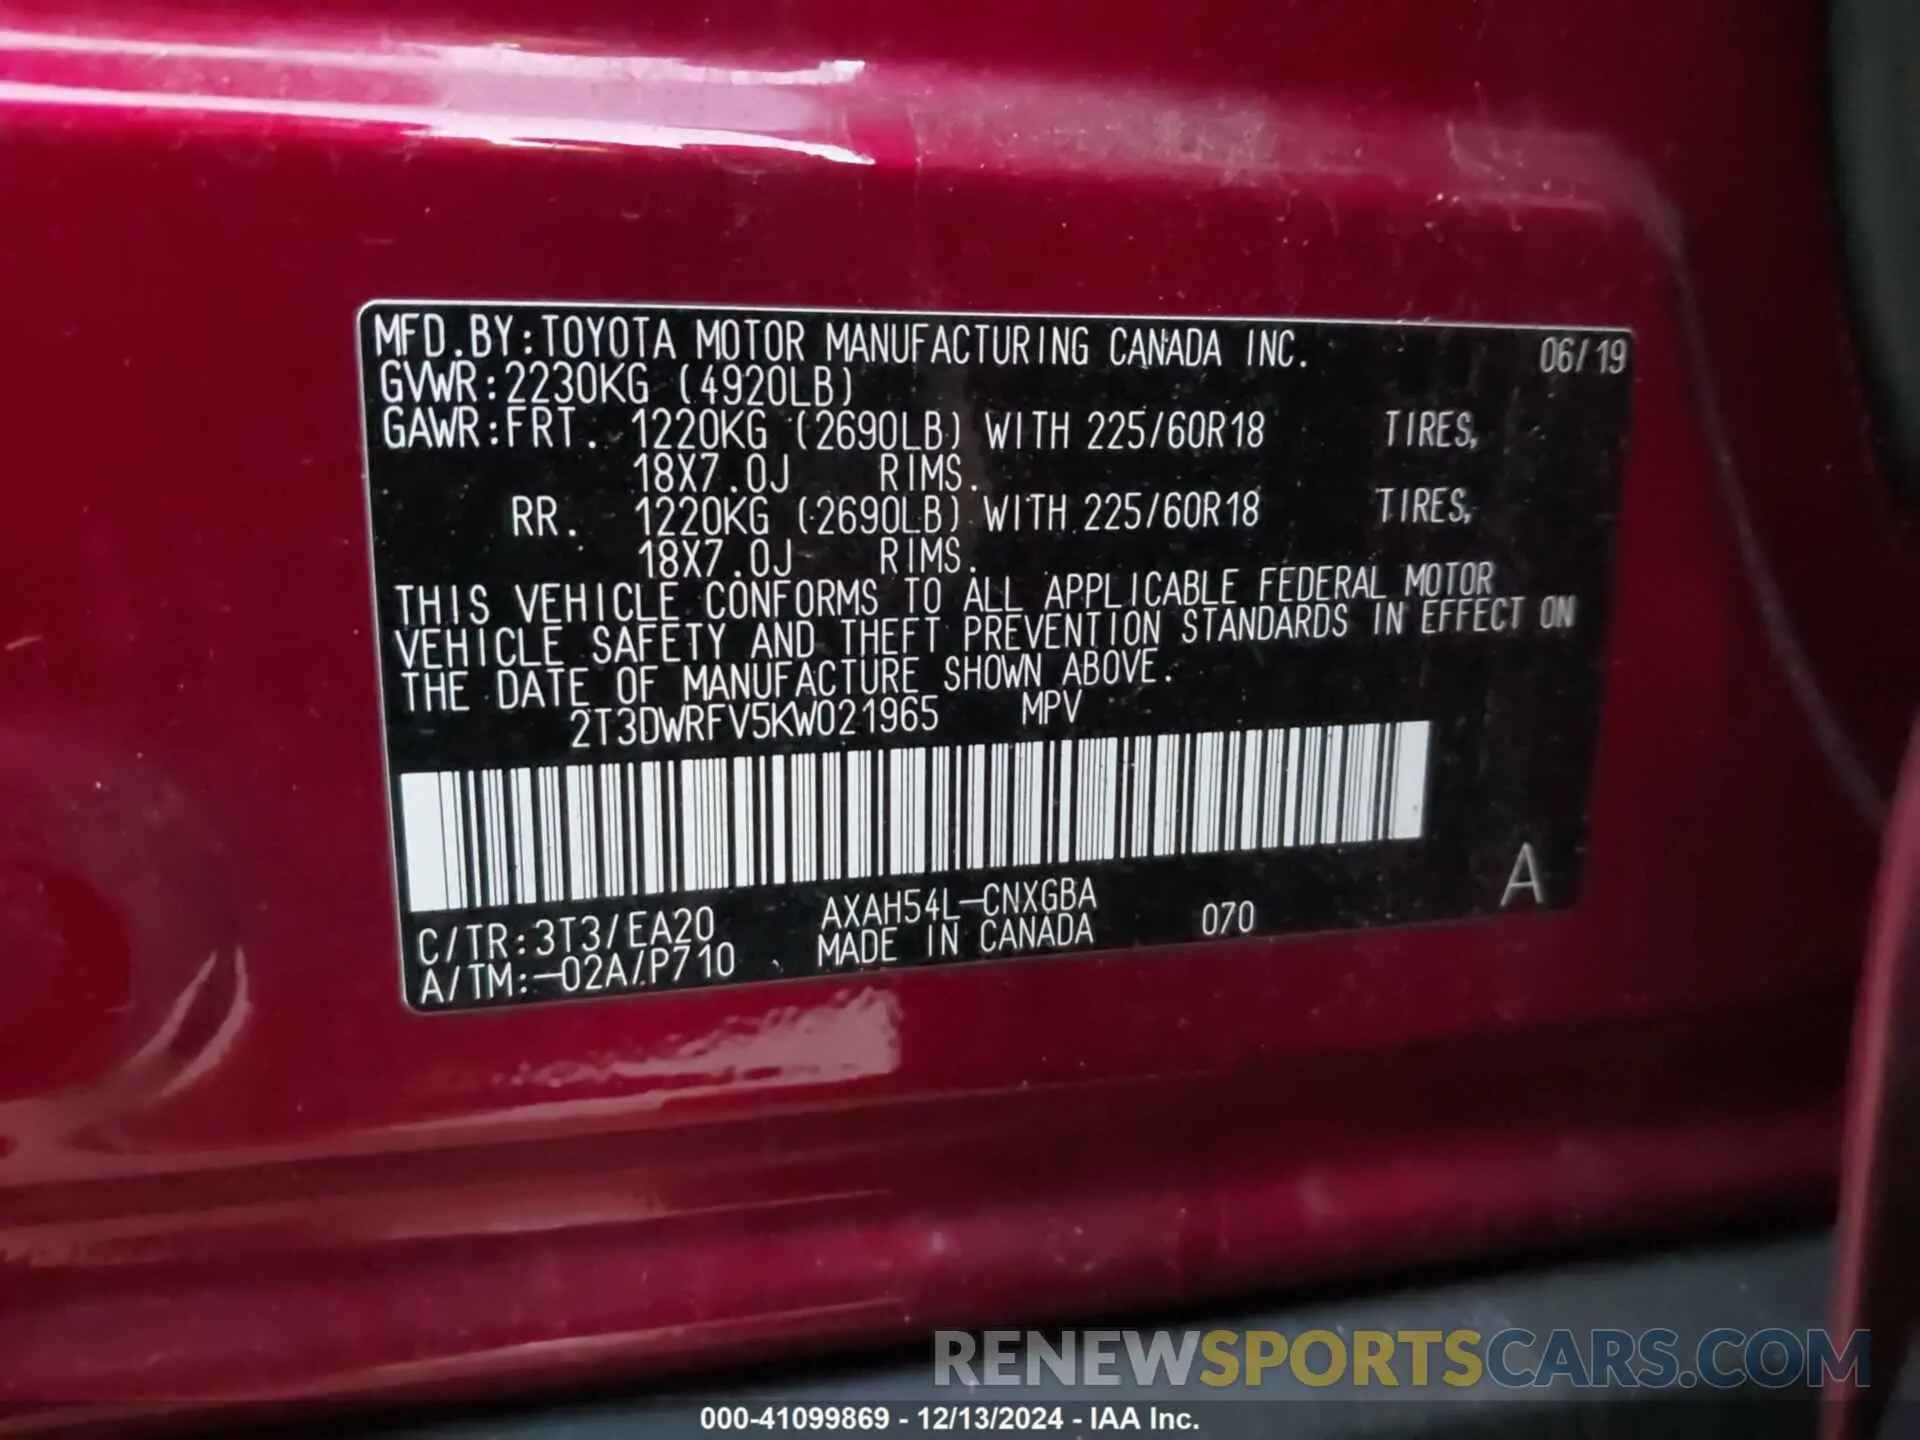 MFD.BY:TOYOTA MOTOR MANUFACTURING CANADA INC. 06/19
GVWR:2230KG (4920LB)
GAWR:FRT. 1220KG (2690LB) WITH 225/60R18 TIRES,
18X7.0J RIMS.
RR. 1220KG (2690LB) WITH 225/60R18 TIRES,
18X7.0J RIMS.
THIS VEHICLE CONFORMS TO ALL APPLICABLE FEDERAL MOTOR
VEHICLE SAFETY AND THEFT PREVENTION STANDARDS IN EFFECT ON
THE DATE OF MANUFACTURE SHOWN ABOVE.
2T3DWRFV5KW021965 MPV
A
C/TR:3T3/EA20 AXAH54L-CNXGBA 070
A/TM:-02A/P710 MADE IN CANADA
RENEWSPORTSCARS.COM
000-41099869 - 12/13/2024 - IAA Inc.